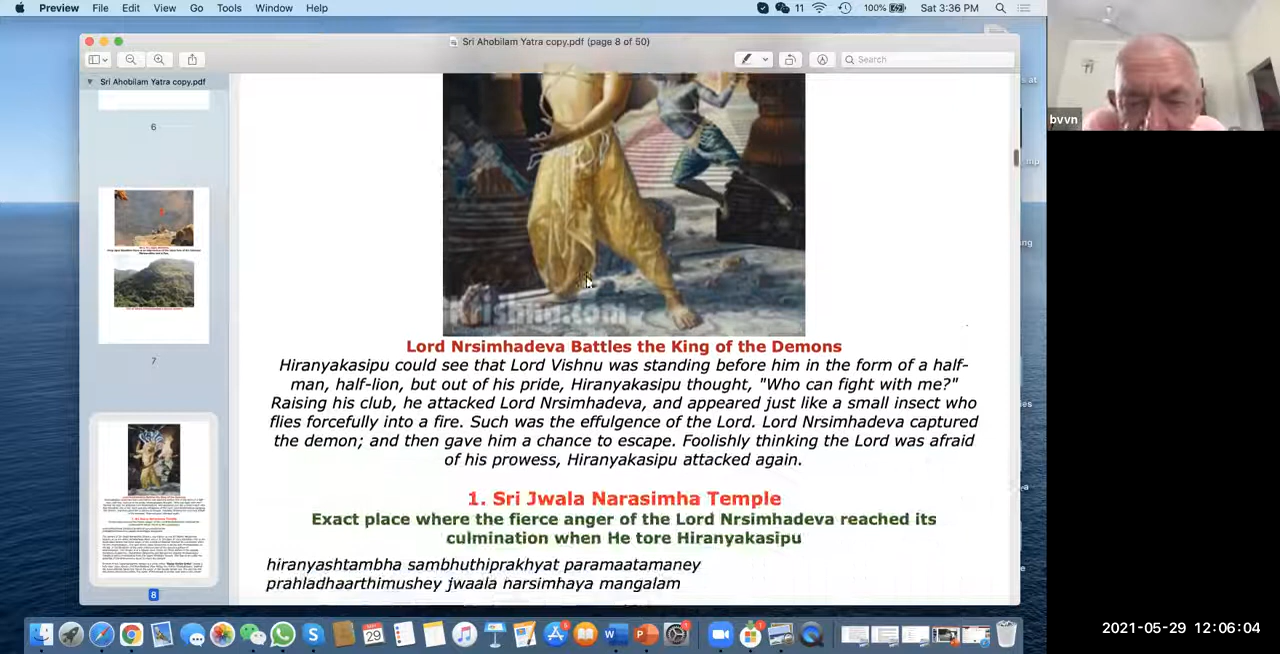 Preview File Edit View Go Tools Window Help 11 100% Sat 3:36 PM
Sri Ahobilam Yatra copy.pdf (page 8 of 50)
Search
Sri Ahobilam Yatra copy.pdf
6
7
8
Krishna.com
Lord Nrsimhadeva Battles the King of the Demons
Hiranyakasipu could see that Lord Vishnu was standing before him in the form of a half-
man, half-lion, but out of his pride, Hiranyakasipu thought, "Who can fight with me?"
Raising his club, he attacked Lord Nrsimhadeva, and appeared just like a small insect who
flies forcefully into a fire. Such was the effulgence of the Lord. Lord Nrsimhadeva captured
the demon; and then gave him a chance to escape. Foolishly thinking the Lord was afraid
of his prowess, Hiranyakasipu attacked again.
1. Sri Jwala Narasimha Temple
Exact place where the fierce anger of the Lord Nrsimhadeva reached its
culmination when He tore Hiranyakasipu
hiranyashtambha sambhuthiprakhyat paramaatamaney
prahladhaarthimushey jwaala narsimhaya mangalam
bvvn
2021-05-29 12:06:04